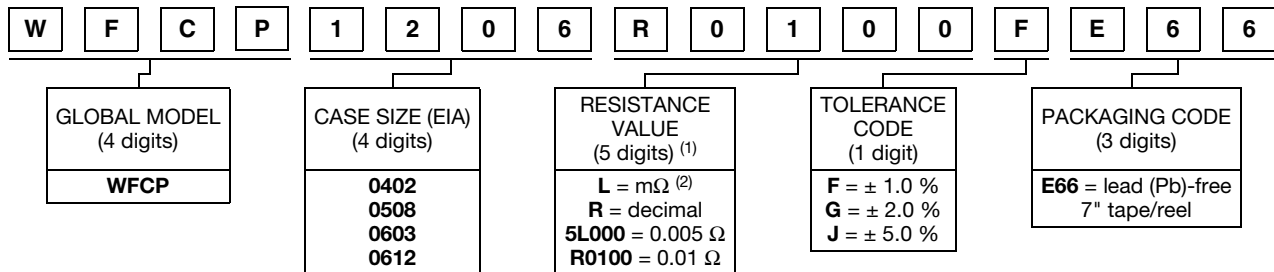 W F C P 1 2 0 6 R 0 1 0 0 F E 6 6
GLOBAL MODEL
(4 digits)
WFCP
CASE SIZE (EIA)
(4 digits)
0402
0508
0603
0612
RESISTANCE
VALUE
(5 digits) (1)
L = mΩ (2)
R = decimal
5L000 = 0.005 Ω
R0100 = 0.01 Ω
TOLERANCE
CODE
(1 digit)
F = ± 1.0 %
G = ± 2.0 %
J = ± 5.0 %
PACKAGING CODE
(3 digits)
E66 = lead (Pb)-free
7" tape/reel